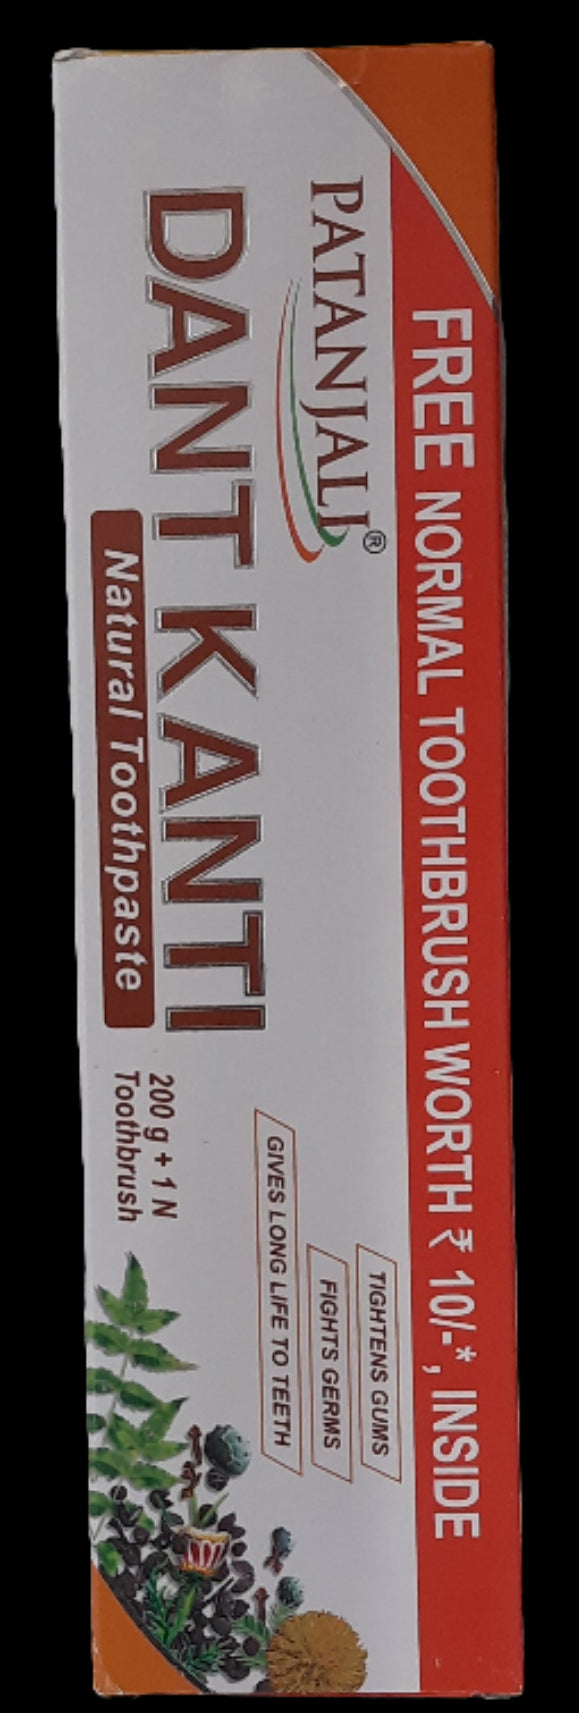 FREE NORMAL TOOTHBRUSH WORTH ₹ 10/-*, INSIDE
PATANJALI®
DANT KANTI
Natural Toothpaste
TIGHTENS GUMS
FIGHTS GERMS
GIVES LONG LIFE TO TEETH
200 g + 1 N
Toothbrush